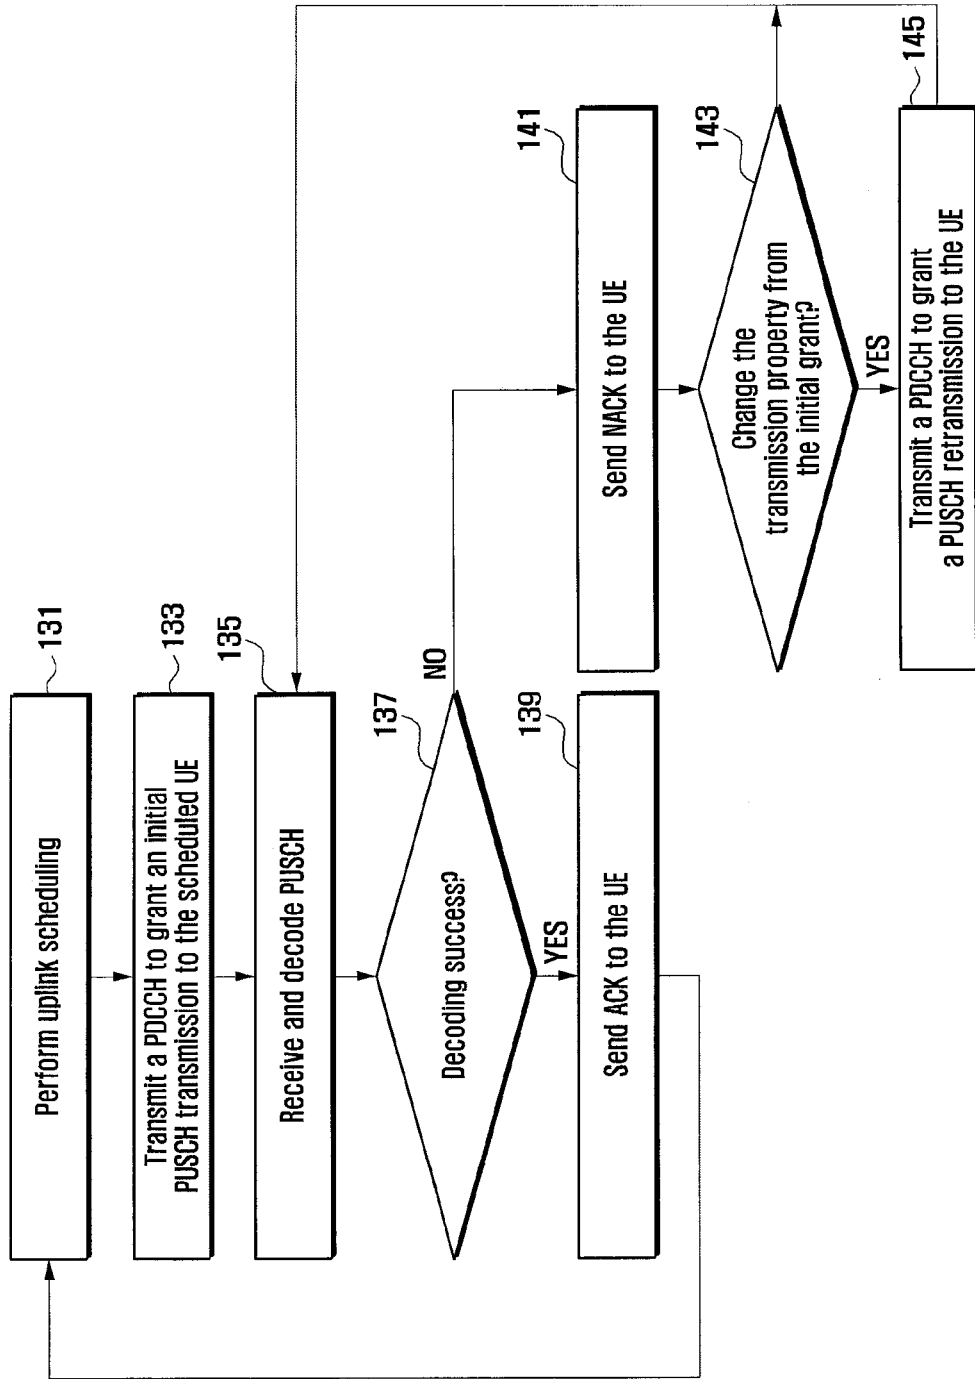 131
Perform uplink scheduling
133
Transmit a PDCCH to grant an initial
PUSCH transmission to the scheduled UE
135
Receive and decode PUSCH
137
Decoding success?
NO
YES
139
Send ACK to the UE
141
Send NACK to the UE
143
Change the
transmission property from
the initial grant?
YES
145
Transmit a PDCCH to grant
a PUSCH retransmission to the UE